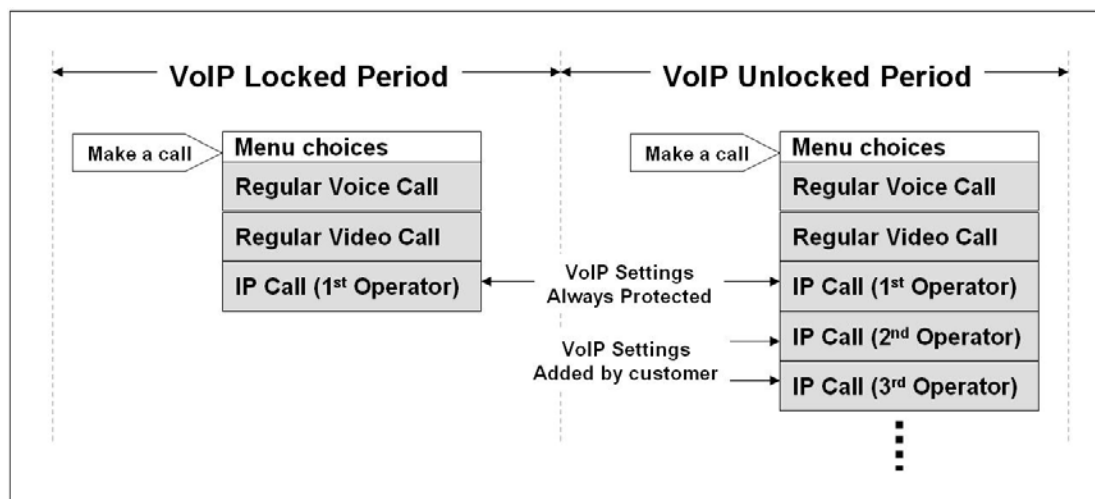 VoIP Locked Period
VoIP Unlocked Period
Make a call
Menu choices
Regular Voice Call
Regular Video Call
IP Call (1st Operator)
VoIP Settings
Always Protected
VoIP Settings
Added by customer
Make a call
Menu choices
Regular Voice Call
Regular Video Call
IP Call (1st Operator)
IP Call (2nd Operator)
IP Call (3rd Operator)